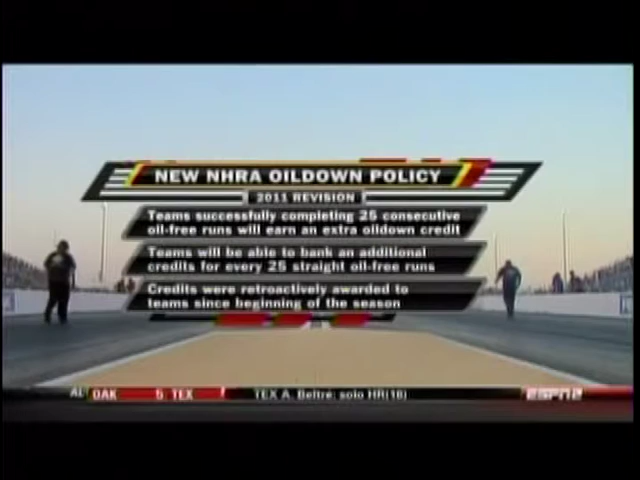 NEW NHRA OILDOWN POLICY
2011 REVISION
Teams successfully completing 25 consecutive
oil-free runs will earn an extra oildown credit
Teams will be able to bank an additional
credits for every 25 straight oil-free runs
Credits were retroactively awarded to
teams since beginning of the season
OAK 5 TEX TEX A. Beltre: solo HR(18) ESPN2